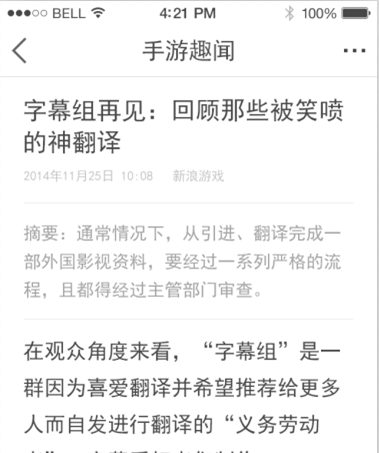 ●●●○○ BELL 4:21 PM 100%
手游趣闻
字幕组再见：回顾那些被笑喷
的神翻译
2014年11月25日 10:08 新浪游戏
摘要：通常情况下，从引进、翻译完成一
部外国影视资料，要经过一系列严格的流
程，且都得经过主管部门审查。
在观众角度来看，“字幕组”是一
群因为喜爱翻译并希望推荐给更多
人而自发进行翻译的“义务劳动